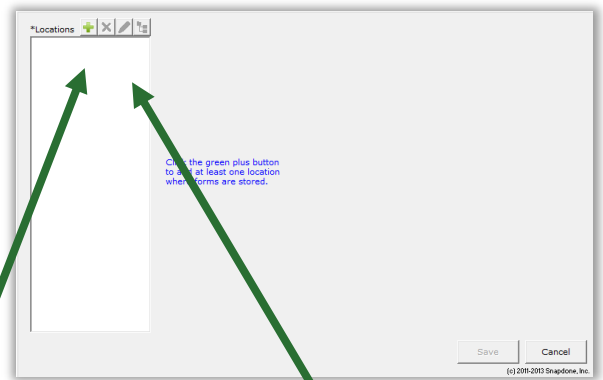 *Locations
Click the green plus button
to add at least one location
where forms are stored.
Save
Cancel
(c) 2011-2013 Snapdone, Inc.